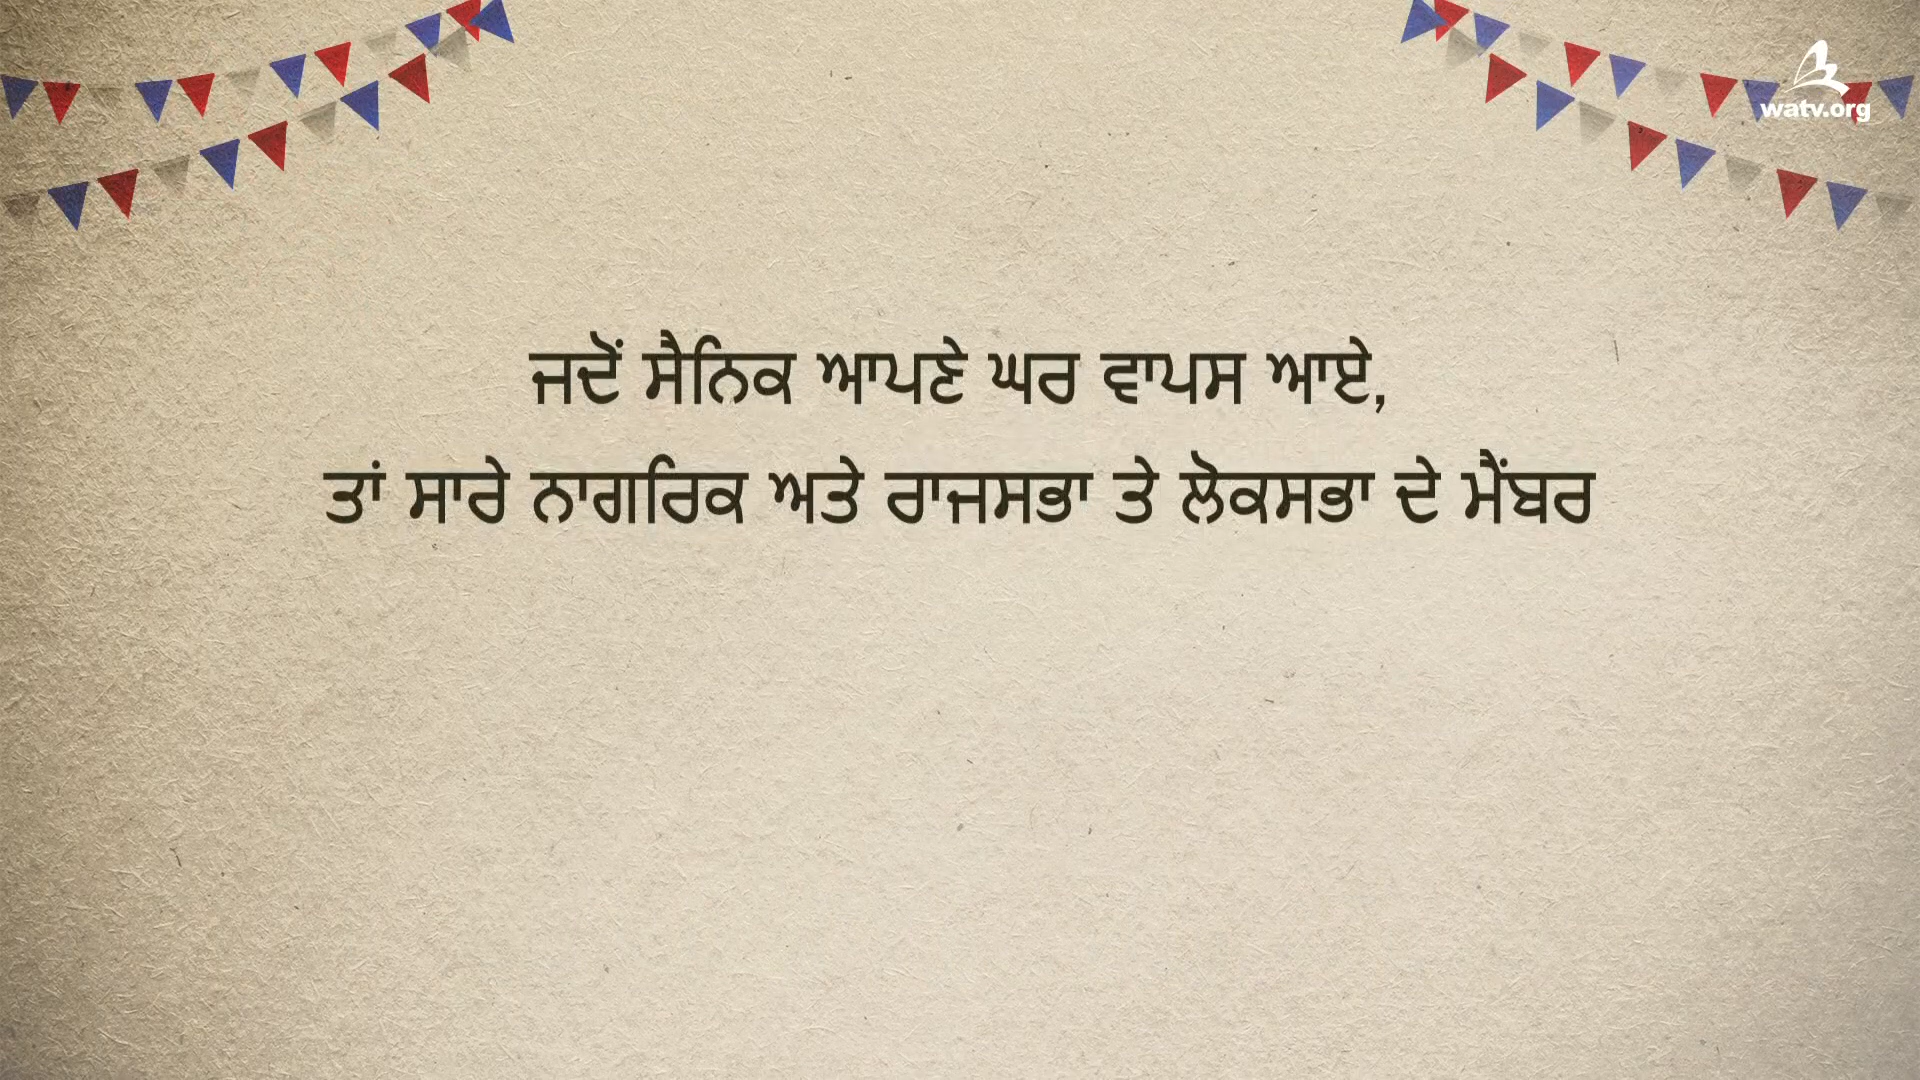 watv.org
ਜਦੋਂ ਸੈਨਿਕ ਆਪਣੇ ਘਰ ਵਾਪਸ ਆਏ,
ਤਾਂ ਸਾਰੇ ਨਾਗਰਿਕ ਅਤੇ ਰਾਜਸਭਾ ਤੇ ਲੋਕਸਭਾ ਦੇ ਮੈਂਬਰ